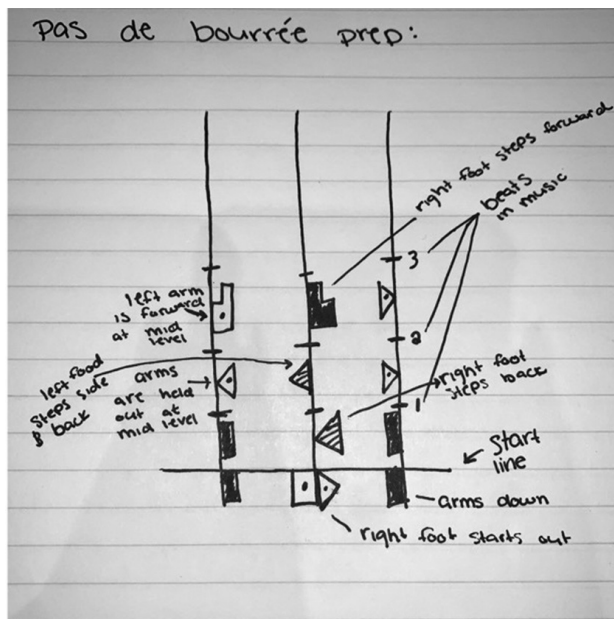 pas de bourrée prep:
right foot steps forward
beats
in music
3
left arm
is forward
at mid
level
2
left food
steps side
& back
arms
are held
out at
mid level
right foot
steps back
1
start
line
arms down
right foot starts out